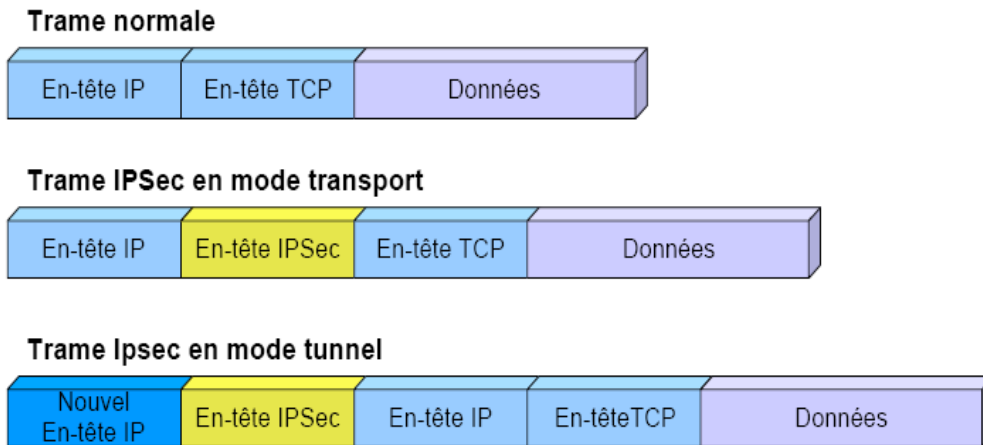 Trame normale
En-tête IP En-tête TCP Données
Trame IPSec en mode transport
En-tête IP En-tête IPSec En-tête TCP Données
Trame Ipsec en mode tunnel
Nouvel
En-tête IP En-tête IPSec En-tête IP En-têteTCP Données